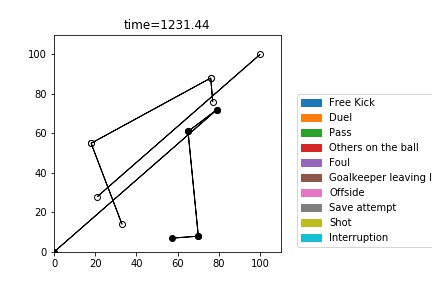 time=1231.44
100
80
60
40
20
0
0 20 40 60 80 100
Free Kick
Duel
Pass
Others on the ball
Foul
Goalkeeper leaving l
Offside
Save attempt
Shot
Interruption